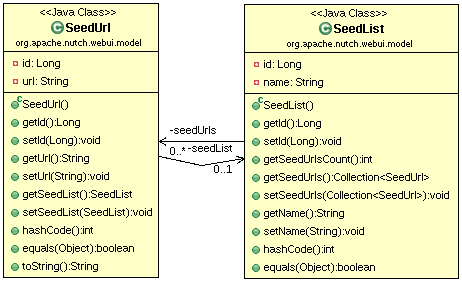 <<Java Class>>
SeedUrl
org.apache.nutch.webui.model
id: Long
url: String
SeedUrl()
getId():Long
setId(Long):void
getUrl():String
setUrl(String):void
getSeedList():SeedList
setSeedList(SeedList):void
hashCode():int
equals(Object):boolean
toString():String
-seedUrls
0..*
-seedList
0..1
<<Java Class>>
SeedList
org.apache.nutch.webui.model
id: Long
name: String
SeedList()
getId():Long
setId(Long):void
getSeedUrlsCount():int
getSeedUrls():Collection<SeedUrl>
setSeedUrls(Collection<SeedUrl>):void
getName():String
setName(String):void
hashCode():int
equals(Object):boolean